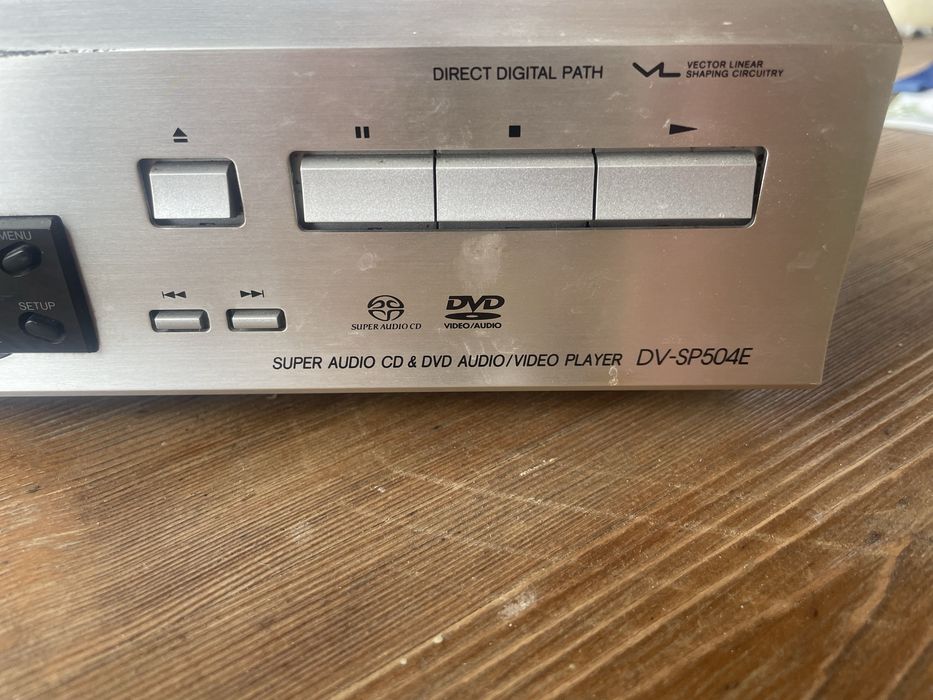 DIRECT DIGITAL PATH
VECTOR LINEAR
SHAPING CIRCUITRY
MENU
SETUP
SUPER AUDIO CD
DVD
VIDEO/AUDIO
SUPER AUDIO CD & DVD AUDIO/VIDEO PLAYER DV-SP504E